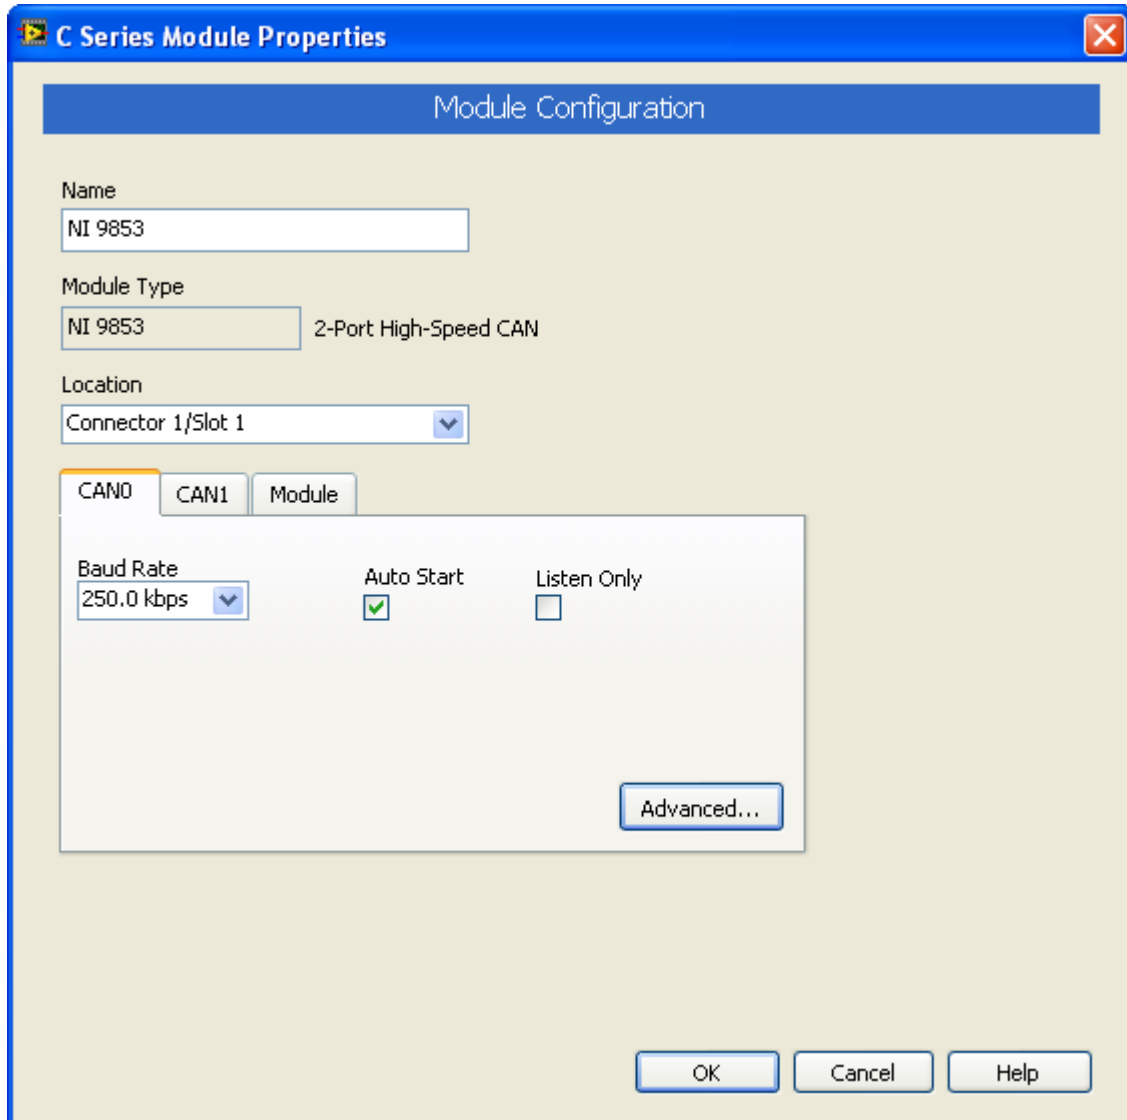 C Series Module Properties
Module Configuration
Name
NI 9853
Module Type
NI 9853 2-Port High-Speed CAN
Location
Connector 1/Slot 1
CAN0 CAN1 Module
Baud Rate Auto Start Listen Only
250.0 kbps
Advanced...
OK Cancel Help